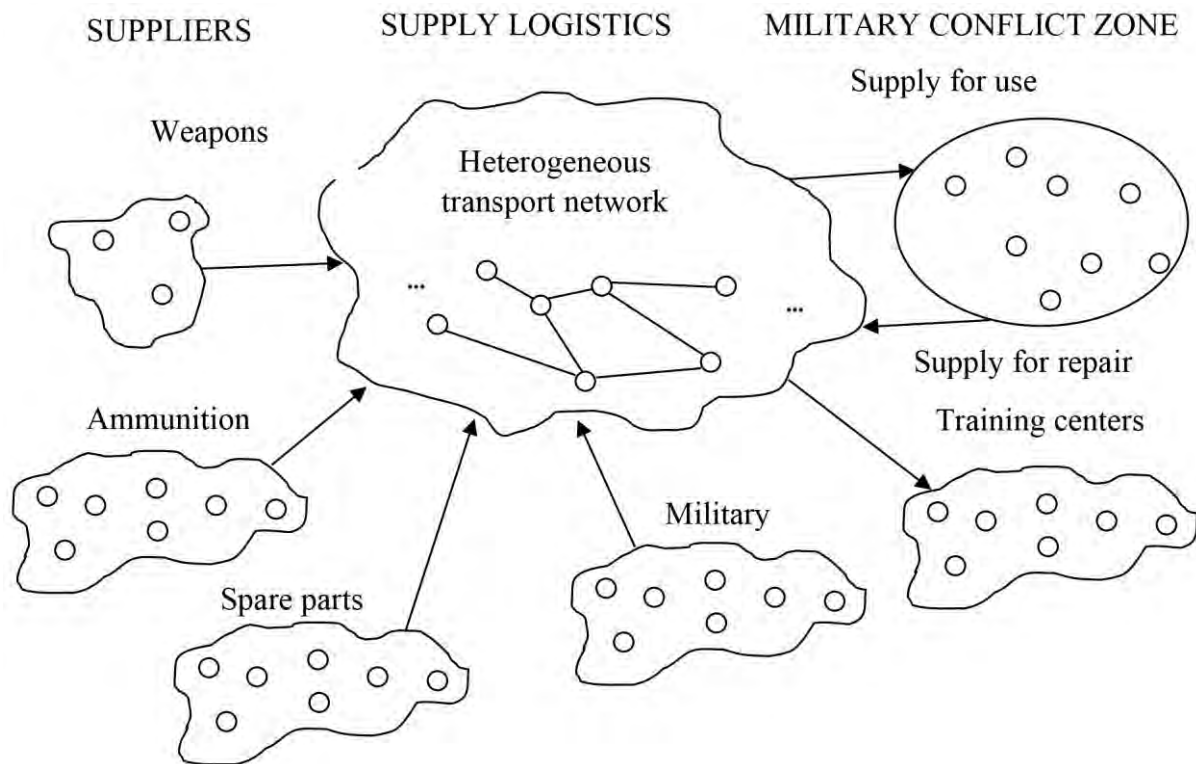 SUPPLIERS
SUPPLY LOGISTICS
MILITARY CONFLICT ZONE
Supply for use
Weapons
Heterogeneous
transport network
...
...
Supply for repair
Ammunition
Training centers
Military
Spare parts